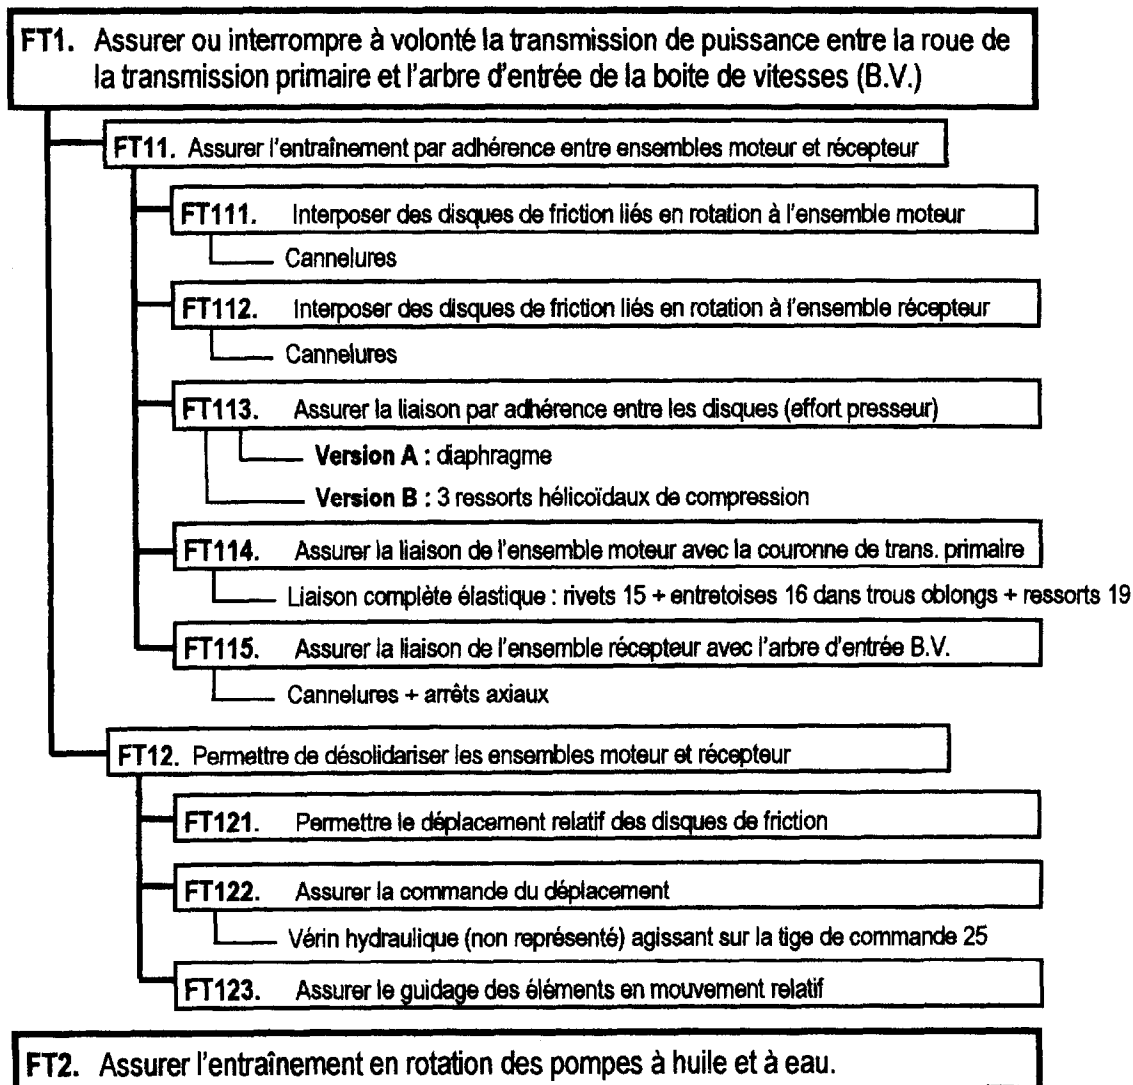 FT1. Assurer ou interrompre à volonté la transmission de puissance entre la roue de
la transmission primaire et l'arbre d'entrée de la boite de vitesses (B.V.)
FT11. Assurer l'entraînement par adhérence entre ensembles moteur et récepteur
FT111. Interposer des disques de friction liés en rotation à l'ensemble moteur
Cannelures
FT112. Interposer des disques de friction liés en rotation à l'ensemble récepteur
Cannelures
FT113. Assurer la liaison par adhérence entre les disques (effort presseur)
Version A : diaphragme
Version B : 3 ressorts hélicoïdaux de compression
FT114. Assurer la liaison de l'ensemble moteur avec la couronne de trans. primaire
Liaison complète élastique : rivets 15 + entretoises 16 dans trous oblongs + ressorts 19
FT115. Assurer la liaison de l'ensemble récepteur avec l'arbre d'entrée B.V.
Cannelures + arrêts axiaux
FT12. Permettre de désolidariser les ensembles moteur et récepteur
FT121. Permettre le déplacement relatif des disques de friction
FT122. Assurer la commande du déplacement
Vérin hydraulique (non représenté) agissant sur la tige de commande 25
FT123. Assurer le guidage des éléments en mouvement relatif
FT2. Assurer l'entraînement en rotation des pompes à huile et à eau.